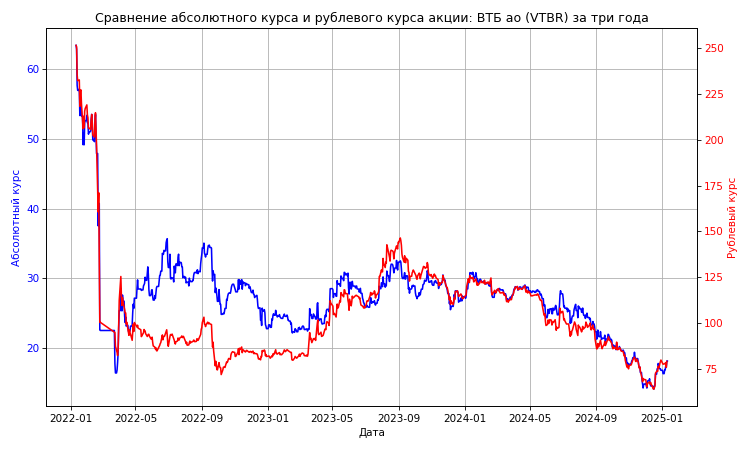 Сравнение абсолютного курса и рублевого курса акции: ВТБ ао (VTBR) за три года
Абсолютный курс
60
50
40
30
20
Рублевый курс
250
225
200
175
150
125
100
75
2022-01 2022-05 2022-09 2023-01 2023-05 2023-09 2024-01 2024-05 2024-09 2025-01
Дата